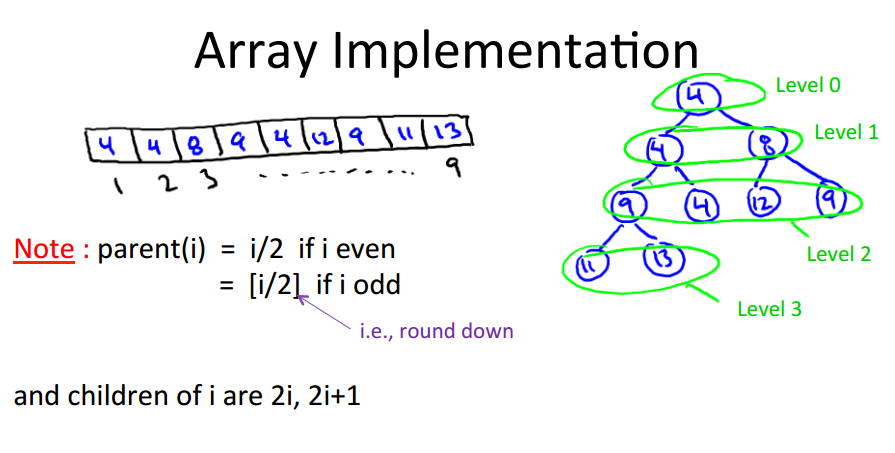 Array Implementation
4 4 8 9 4 12 9 11 13
1 2 3 ........... 9
4 Level 0
4 8 Level 1
9 4 12 9
Level 2
11 13
Level 3
Note : parent(i) = i/2 if i even
= [i/2] if i odd
i.e., round down
and children of i are 2i, 2i+1